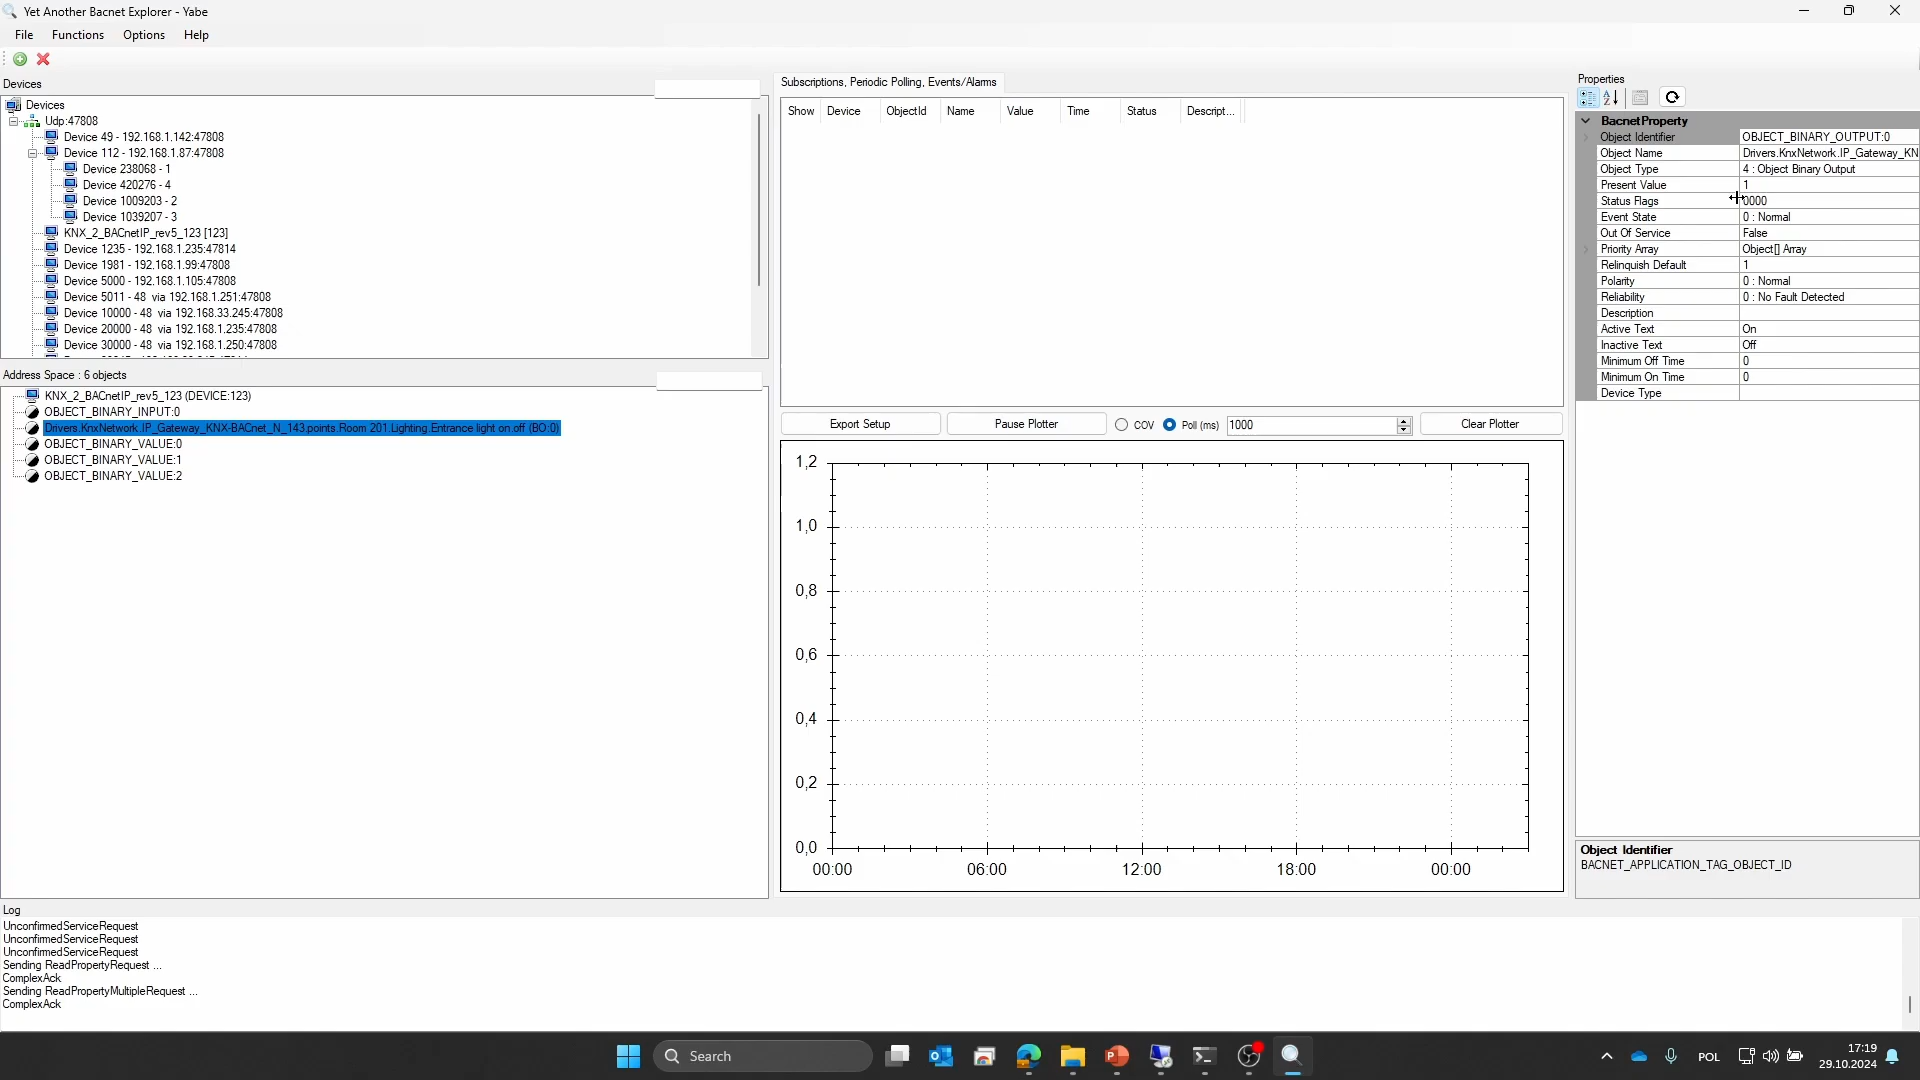 Yet Another Bacnet Explorer - Yabe
File Functions Options Help
Devices
Devices
Udp:47808
Device 49 - 192.168.1.142:47808
Device 112 - 192.168.1.87:47808
Device 238068 - 1
Device 420276 - 4
Device 1009203 - 2
Device 1039207 - 3
KNX_2_BACnetIP_rev5_123 [123]
Device 1235 - 192.168.1.235:47814
Device 1981 - 192.168.1.99:47808
Device 5000 - 192.168.1.105:47808
Device 5011 - 48 via 192.168.1.251:47808
Device 10000 - 48 via 192.168.33.245:47808
Device 20000 - 48 via 192.168.1.235:47808
Device 30000 - 48 via 192.168.1.250:47808
Address Space : 6 objects
KNX_2_BACnetIP_rev5_123 (DEVICE:123)
OBJECT_BINARY_INPUT:0
Drivers.KnxNetwork.IP_Gateway_KNX-BACnet_N_143.points.Room 201.Lighting.Entrance light on.off (BO:0)
OBJECT_BINARY_VALUE:0
OBJECT_BINARY_VALUE:1
OBJECT_BINARY_VALUE:2
Subscriptions, Periodic Polling, Events/Alarms
Show Device ObjectId Name Value Time Status Descript...
Export Setup Pause Plotter COV Poll (ms) 1000 Clear Plotter
1,2
1,0
0,8
0,6
0,4
0,2
0,0
00:00 06:00 12:00 18:00 00:00
Properties
BacnetProperty
Object Identifier OBJECT_BINARY_OUTPUT:0
Object Name Drivers.KnxNetwork.IP_Gateway_KN
Object Type 4 : Object Binary Output
Present Value 1
Status Flags 0000
Event State 0 : Normal
Out Of Service False
Priority Array Object[] Array
Relinquish Default 1
Polarity 0 : Normal
Reliability 0 : No Fault Detected
Description
Active Text On
Inactive Text Off
Minimum Off Time 0
Minimum On Time 0
Device Type
Object Identifier
BACNET_APPLICATION_TAG_OBJECT_ID
Log
UnconfirmedServiceRequest
UnconfirmedServiceRequest
UnconfirmedServiceRequest
Sending ReadPropertyRequest ...
ComplexAck
Sending ReadPropertyMultipleRequest ...
ComplexAck
Search
POL
17:19
29.10.2024